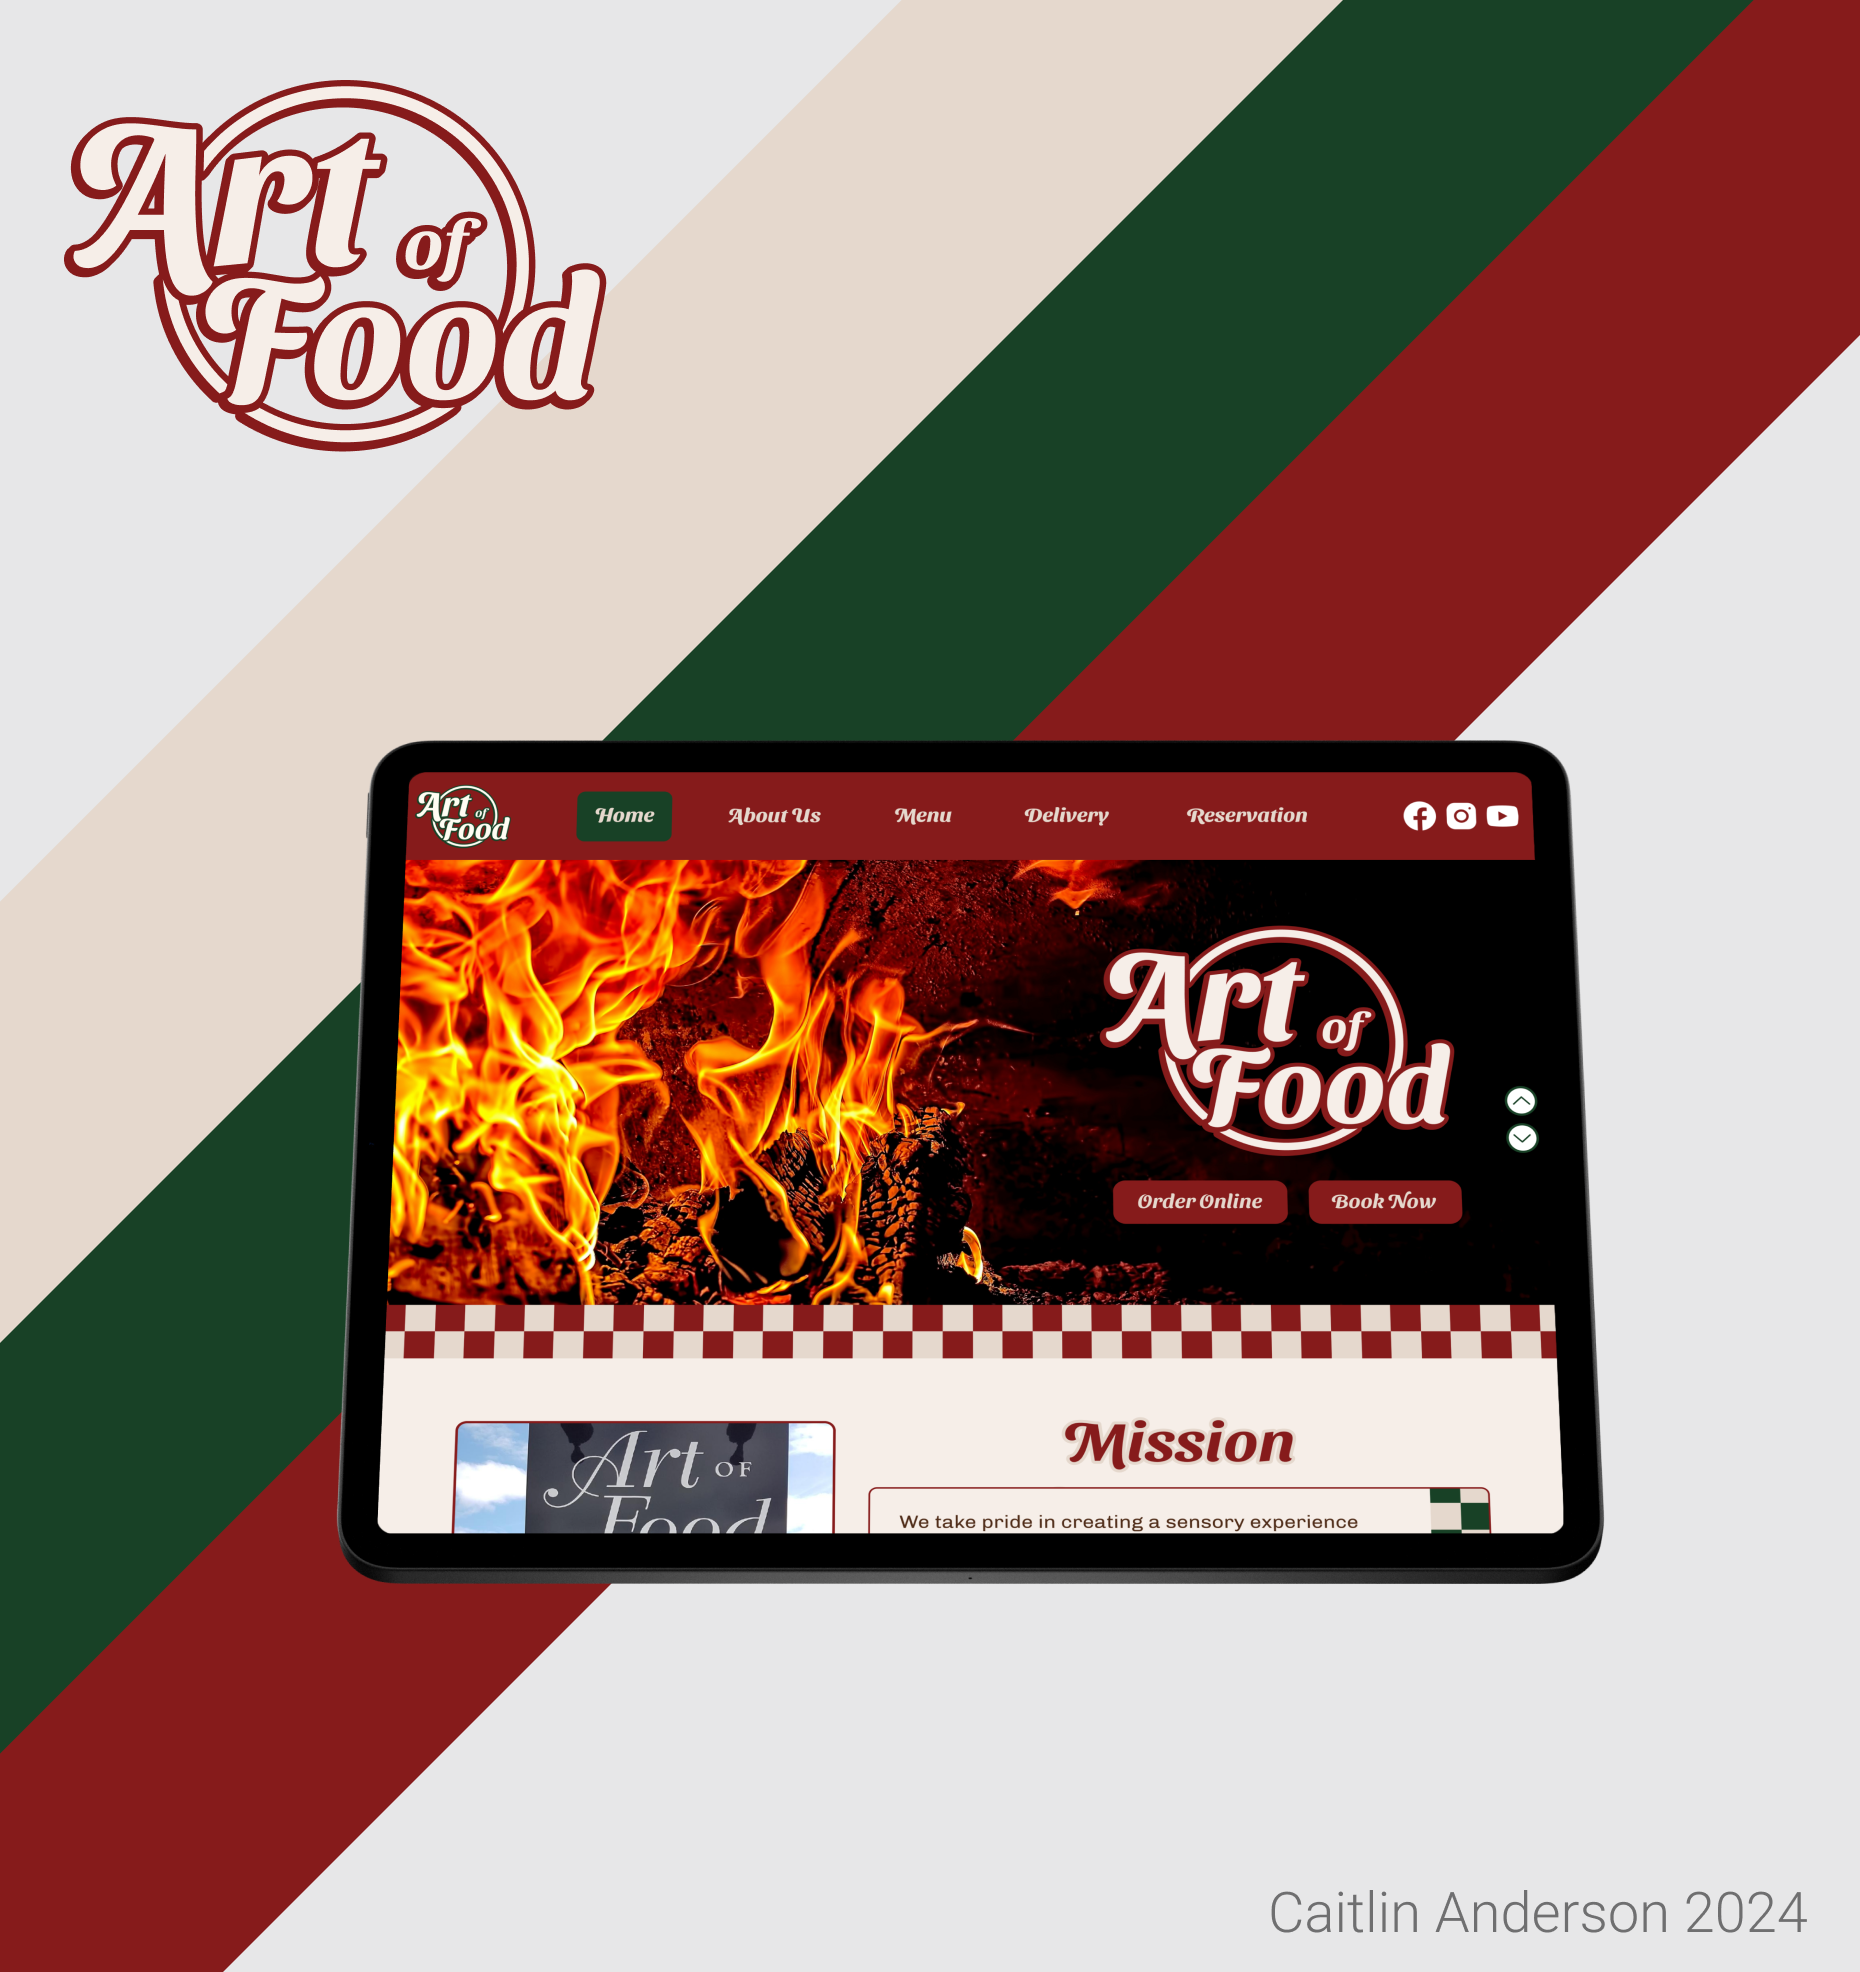 Art of
Food
Art of
Food
Home About Us Menu Delivery Reservation
Art of
Food
Order Online Book Now
Mission
Art OF
Food
We take pride in creating a sensory experience
Caitlin Anderson 2024